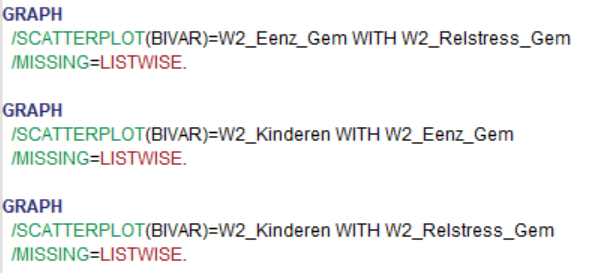 GRAPH
/SCATTERPLOT(BIVAR)=W2_Eenz_Gem WITH W2_Relstress_Gem
/MISSING=LISTWISE.
GRAPH
/SCATTERPLOT(BIVAR)=W2_Kinderen WITH W2_Eenz_Gem
/MISSING=LISTWISE.
GRAPH
/SCATTERPLOT(BIVAR)=W2_Kinderen WITH W2_Relstress_Gem
/MISSING=LISTWISE.